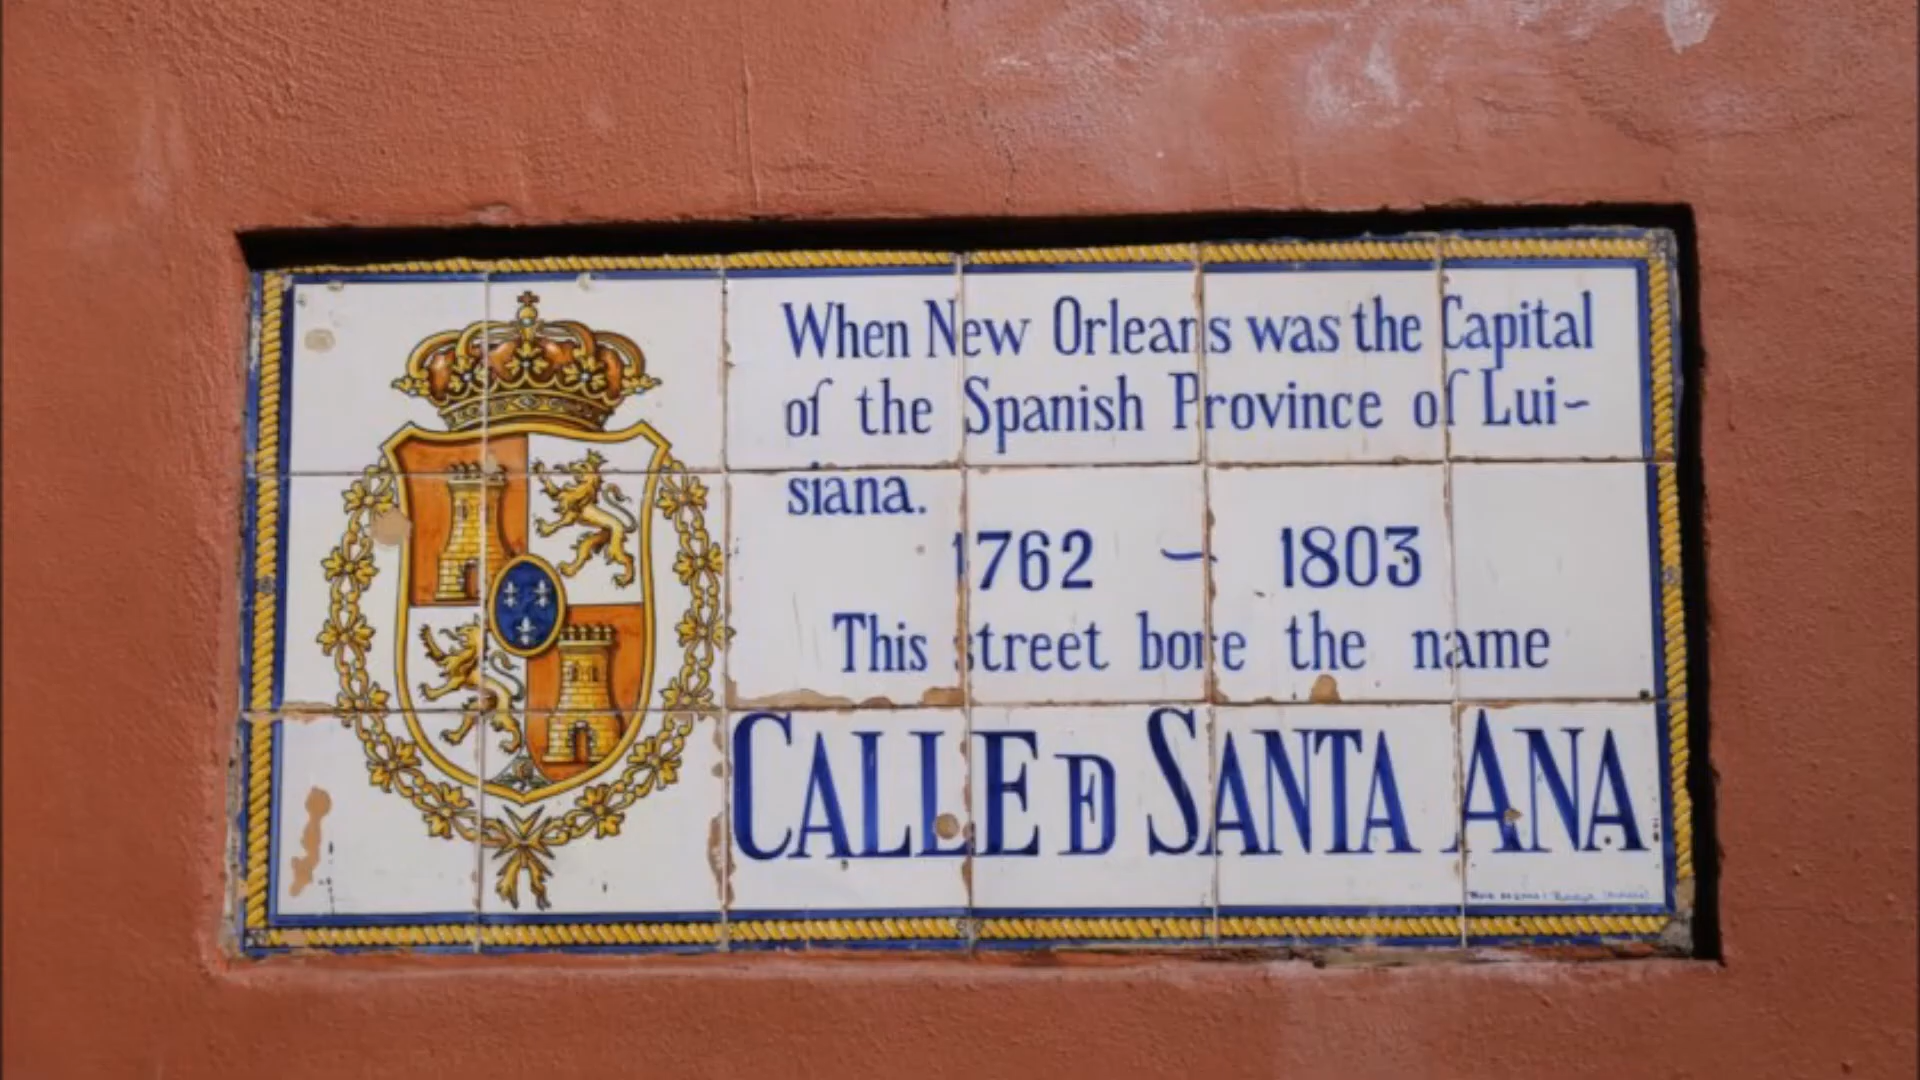 When New Orleans was the Capital
of the Spanish Province of Lui-
siana.
1762 - 1803
This street bore the name
CALLE DE SANTA ANA